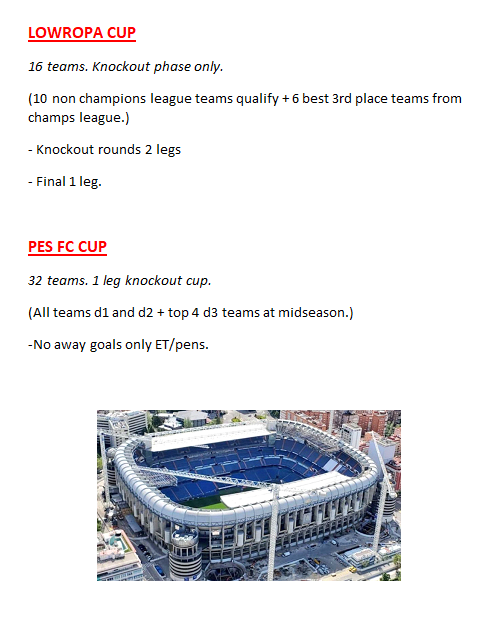 LOWROPA CUP
16 teams. Knockout phase only.
(10 non champions league teams qualify + 6 best 3rd place teams from
champs league.)
- Knockout rounds 2 legs
- Final 1 leg.
PES FC CUP
32 teams. 1 leg knockout cup.
(All teams d1 and d2 + top 4 d3 teams at midseason.)
-No away goals only ET/pens.